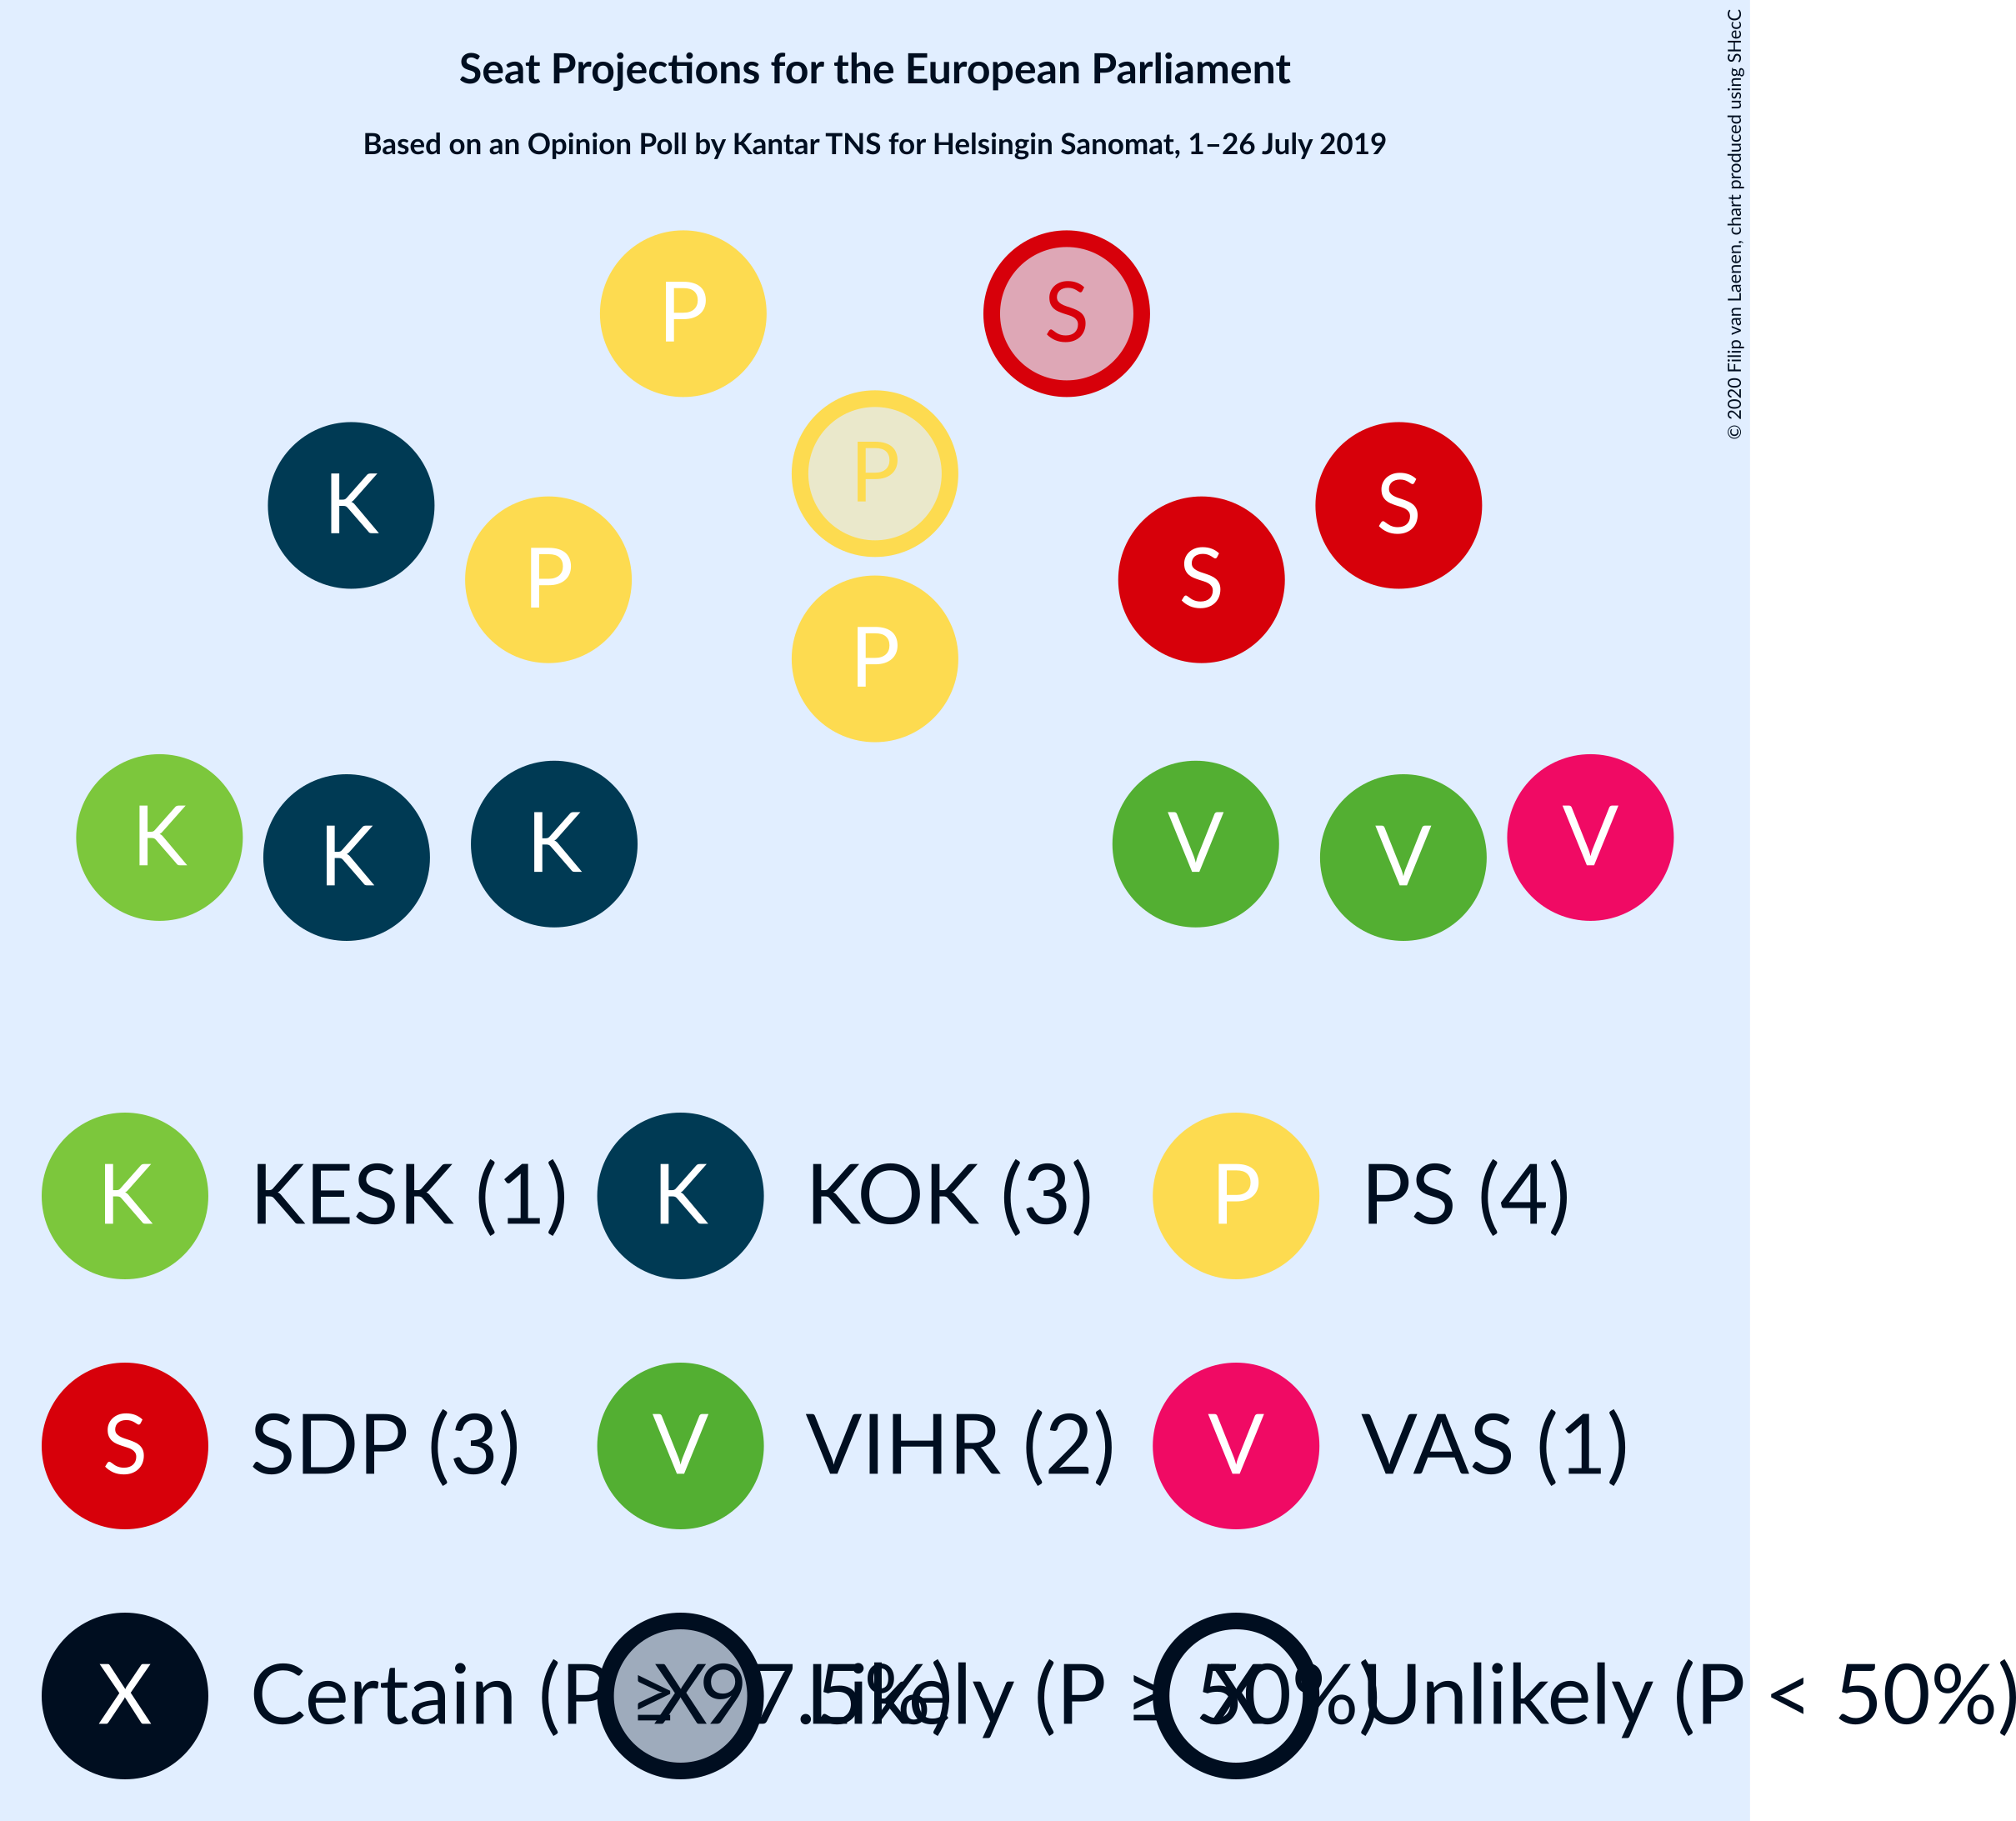 Seat Projections for the European Parliament
Based on an Opinion Poll by Kantar TNS for Helsingin Sanomat, 1–26 July 2019
© 2020 Filip van Laenen, chart produced using SHecC
P S
K P S
P S
P
K K K V V V
K KESK (1) K KOK (3) P PS (4)
S SDP (3) V VIHR (2) V VAS (1)
X Certain (P ≥ 97.5%) X Likely (P ≥ 50%) X Unlikely (P < 50%)